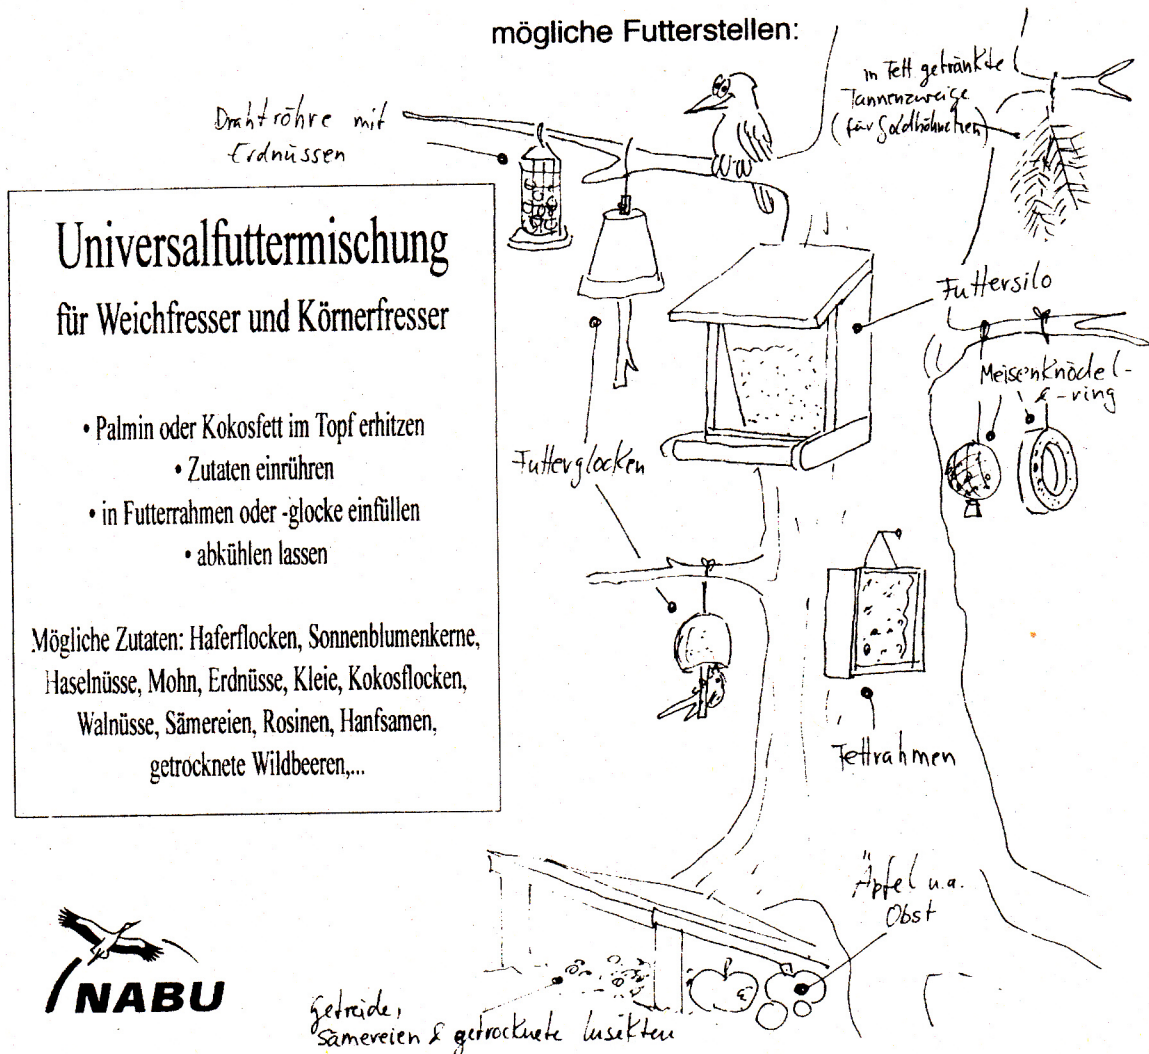 mögliche Futterstellen:
in Fett getränkte
Tannenzweige
(für Goldhähnchen)
Drahtröhre mit
Erdnüssen
Universalfuttermischung
für Weichfresser und Körnerfresser
• Palmin oder Kokosfett im Topf erhitzen
• Zutaten einrühren
• in Futterrahmen oder -glocke einfüllen
• abkühlen lassen
Mögliche Zutaten: Haferflocken, Sonnenblumenkerne,
Haselnüsse, Mohn, Erdnüsse, Kleie, Kokosflocken,
Walnüsse, Sämereien, Rosinen, Hanfsamen,
getrocknete Wildbeeren,...
Futtersilo
Meisenknödel-
& -ring
Futterglocken
Fettrahmen
Äpfel u.a.
Obst
NABU
Getreide,
Sämereien & getrocknete Insekten